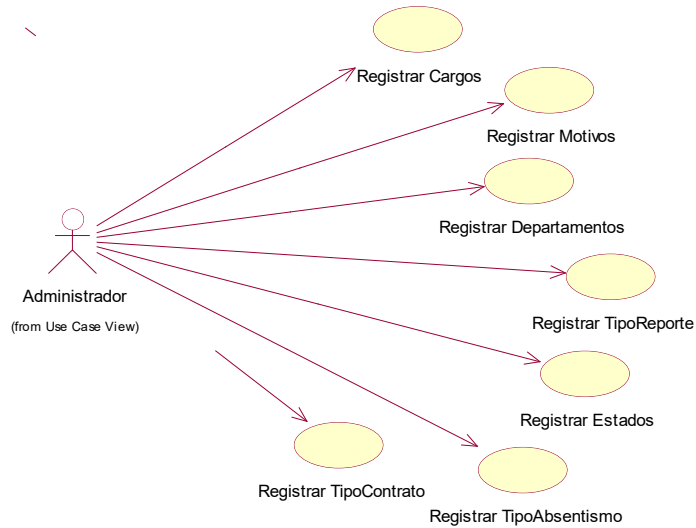 Registrar Cargos
Registrar Motivos
Registrar Departamentos
Administrador
(from Use Case View)
Registrar TipoReporte
Registrar Estados
Registrar TipoContrato
Registrar TipoAbsentismo